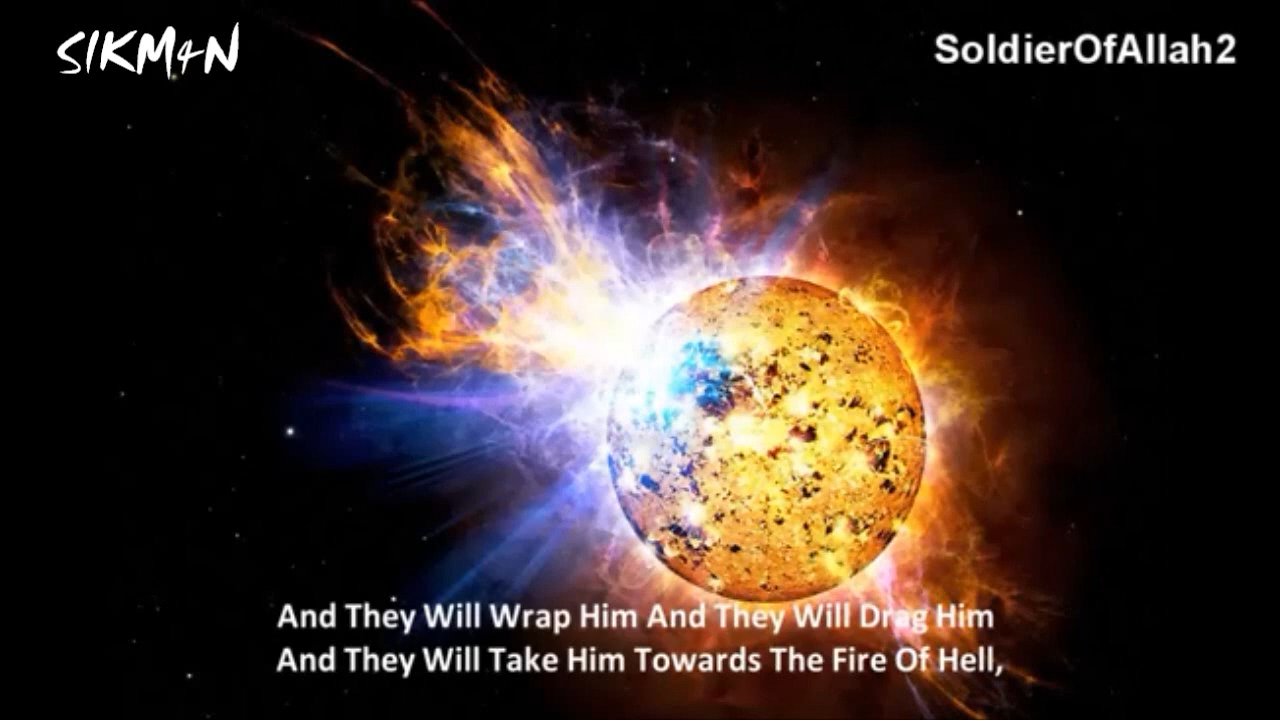 SIKM4N
SoldierOfAllah2
And They Will Wrap Him And They Will Drag Him
And They Will Take Him Towards The Fire Of Hell,